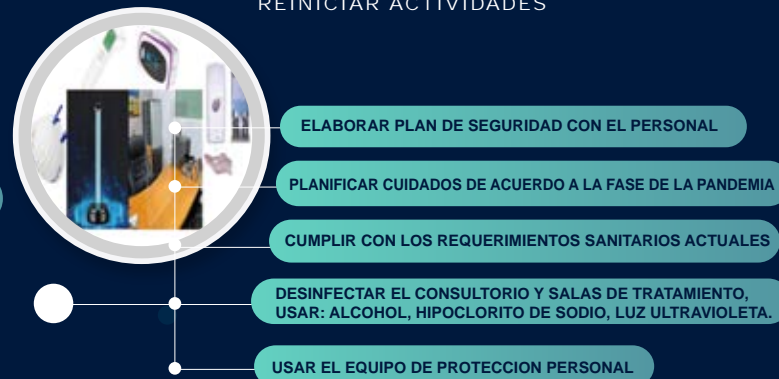 REINICIAR ACTIVIDADES
ELABORAR PLAN DE SEGURIDAD CON EL PERSONAL
PLANIFICAR CUIDADOS DE ACUERDO A LA FASE DE LA PANDEMIA
CUMPLIR CON LOS REQUERIMIENTOS SANITARIOS ACTUALES
DESINFECTAR EL CONSULTORIO Y SALAS DE TRATAMIENTO,
USAR: ALCOHOL, HIPOCLORITO DE SODIO, LUZ ULTRAVIOLETA.
USAR EL EQUIPO DE PROTECCION PERSONAL